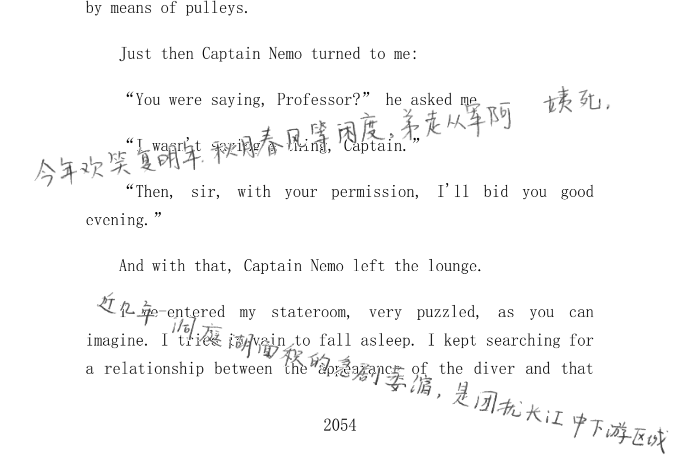 by means of pulleys.
Just then Captain Nemo turned to me:
“You were saying, Professor?” he asked me.
“I wasn't saying a thing, Captain.”
今年欢笑复明年,秋月春风等闲度,弟走从军阿姨死,
“Then, sir, with your permission, I'll bid you good
evening.”
And with that, Captain Nemo left the lounge.
I re-entered my stateroom, very puzzled, as you can
imagine. I tried in vain to fall asleep. I kept searching for
a relationship between the appearance of the diver and that
近几年洞庭湖面积的急剧萎缩,是困扰长江中下游区域
2054